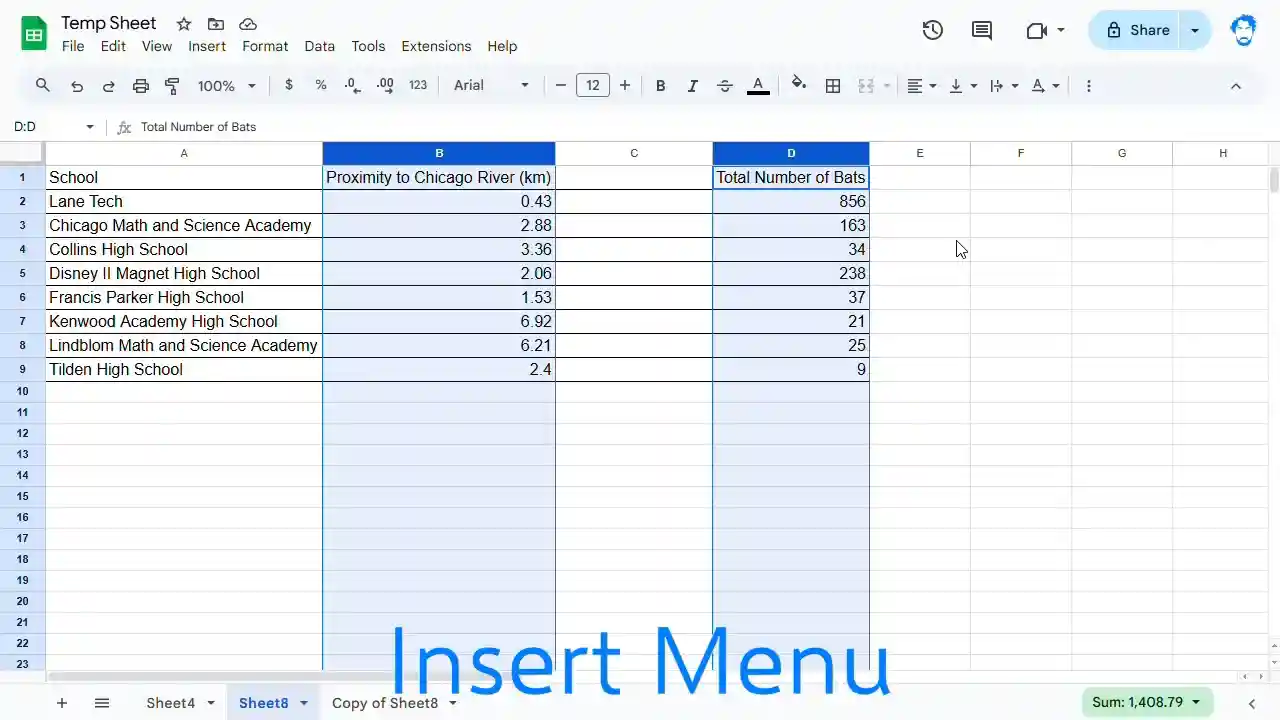 Temp Sheet
File Edit View Insert Format Data Tools Extensions Help
Share
100% $ % .0 .00 123 Arial − 12 + B I S A A
D:D fx Total Number of Bats
A B C D E F G H
1 School Proximity to Chicago River (km) Total Number of Bats
2 Lane Tech 0.43 856
3 Chicago Math and Science Academy 2.88 163
4 Collins High School 3.36 34
5 Disney II Magnet High School 2.06 238
6 Francis Parker High School 1.53 37
7 Kenwood Academy High School 6.92 21
8 Lindblom Math and Science Academy 6.21 25
9 Tilden High School 2.4 9
10
11
12
13
14
15
16
17
18
19
20
21
22
23
Insert Menu
Sheet4 Sheet8 Copy of Sheet8 Sum: 1,408.79